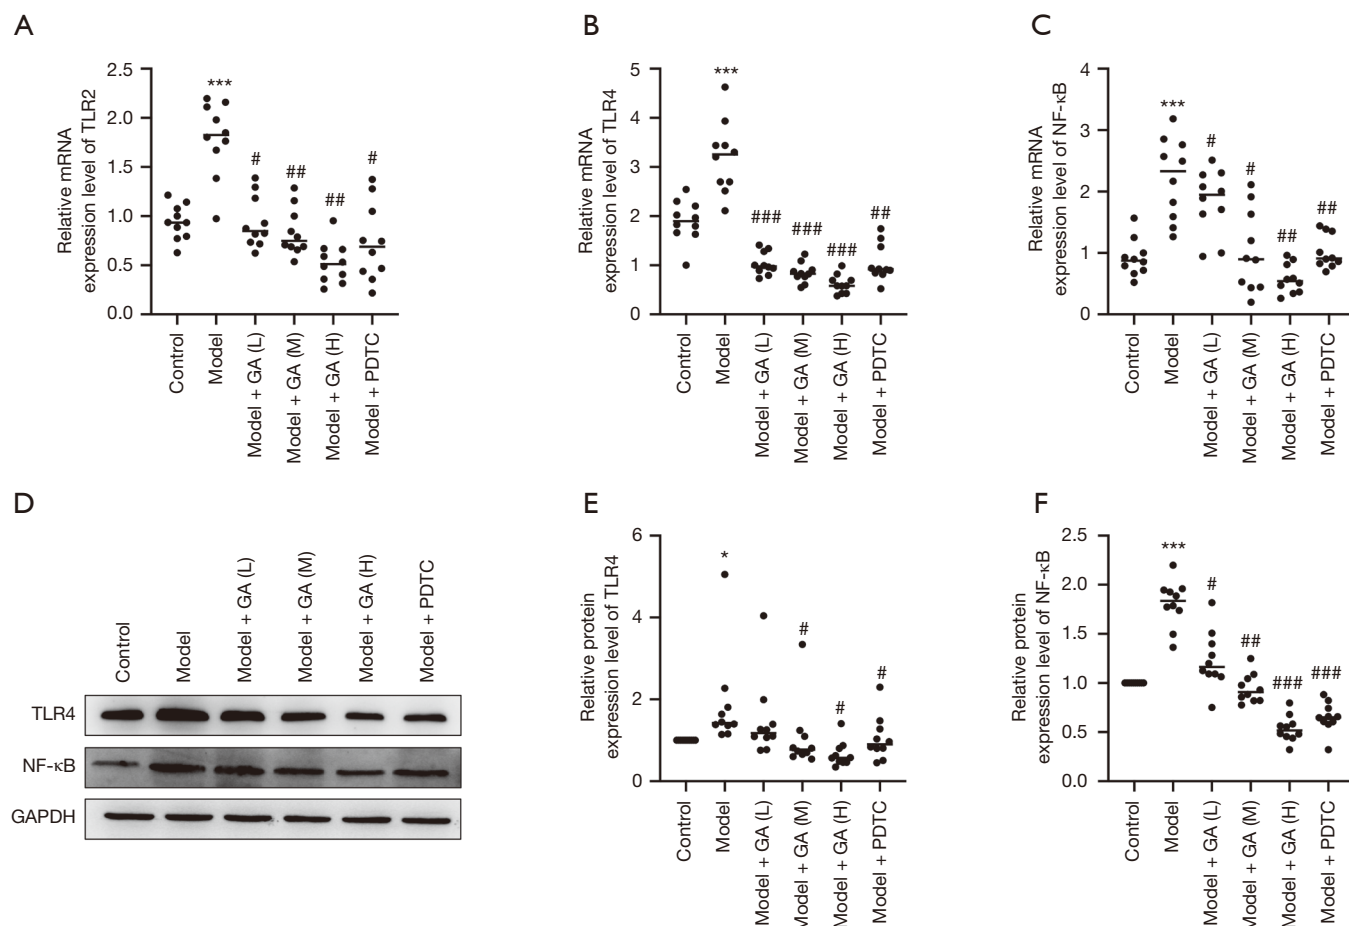 A
Relative mRNA
expression level of TLR2
2.5
2.0
1.5
1.0
0.5
0.0
***
#
##
##
#
Control
Model
Model + GA (L)
Model + GA (M)
Model + GA (H)
Model + PDTC
B
Relative mRNA
expression level of TLR4
5
4
3
2
1
0
***
###
###
###
##
Control
Model
Model + GA (L)
Model + GA (M)
Model + GA (H)
Model + PDTC
C
Relative mRNA
expression level of NF-κB
4
3
2
1
0
***
#
#
##
##
Control
Model
Model + GA (L)
Model + GA (M)
Model + GA (H)
Model + PDTC
D
Control
Model
Model + GA (L)
Model + GA (M)
Model + GA (H)
Model + PDTC
TLR4
NF-κB
GAPDH
E
Relative protein
expression level of TLR4
6
4
2
0
*
#
#
#
Control
Model
Model + GA (L)
Model + GA (M)
Model + GA (H)
Model + PDTC
F
Relative protein
expression level of NF-κB
2.5
2.0
1.5
1.0
0.5
0.0
***
#
##
###
###
Control
Model
Model + GA (L)
Model + GA (M)
Model + GA (H)
Model + PDTC